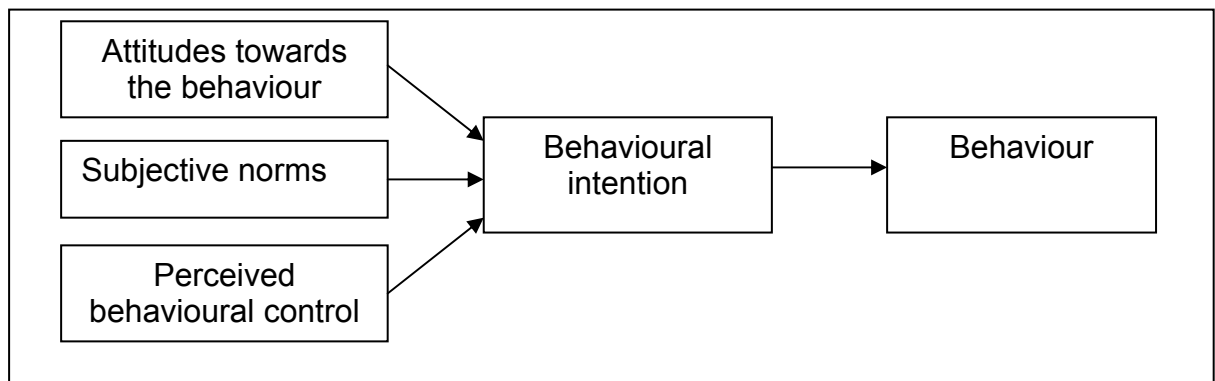 Attitudes towards
the behaviour
Subjective norms
Perceived
behavioural control
Behavioural
intention
Behaviour